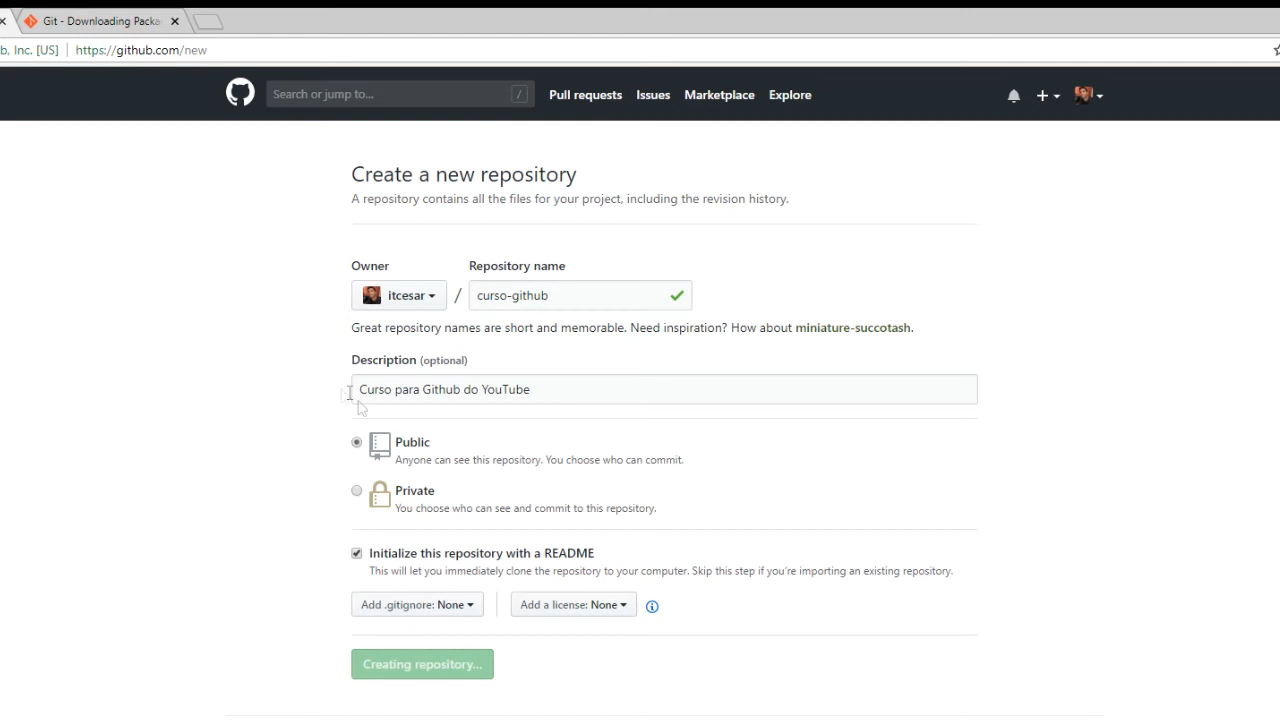 Git - Downloading Packa
b, Inc. [US] https://github.com/new
Search or jump to... / Pull requests Issues Marketplace Explore
Create a new repository
A repository contains all the files for your project, including the revision history.
Owner Repository name
itcesar / curso-github
Great repository names are short and memorable. Need inspiration? How about miniature-succotash.
Description (optional)
Curso para Github do YouTube
Public
Anyone can see this repository. You choose who can commit.
Private
You choose who can see and commit to this repository.
Initialize this repository with a README
This will let you immediately clone the repository to your computer. Skip this step if you're importing an existing repository.
Add .gitignore: None Add a license: None
Creating repository...